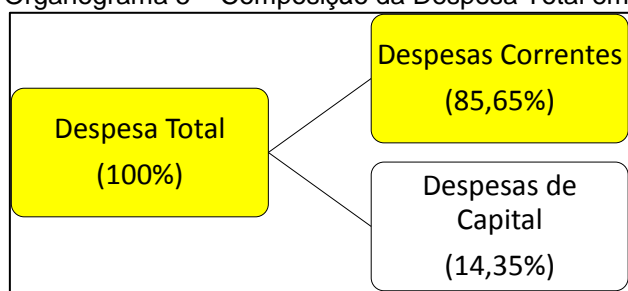 Despesas Correntes
(85,65%)
Despesa Total
(100%)
Despesas de
Capital
(14,35%)